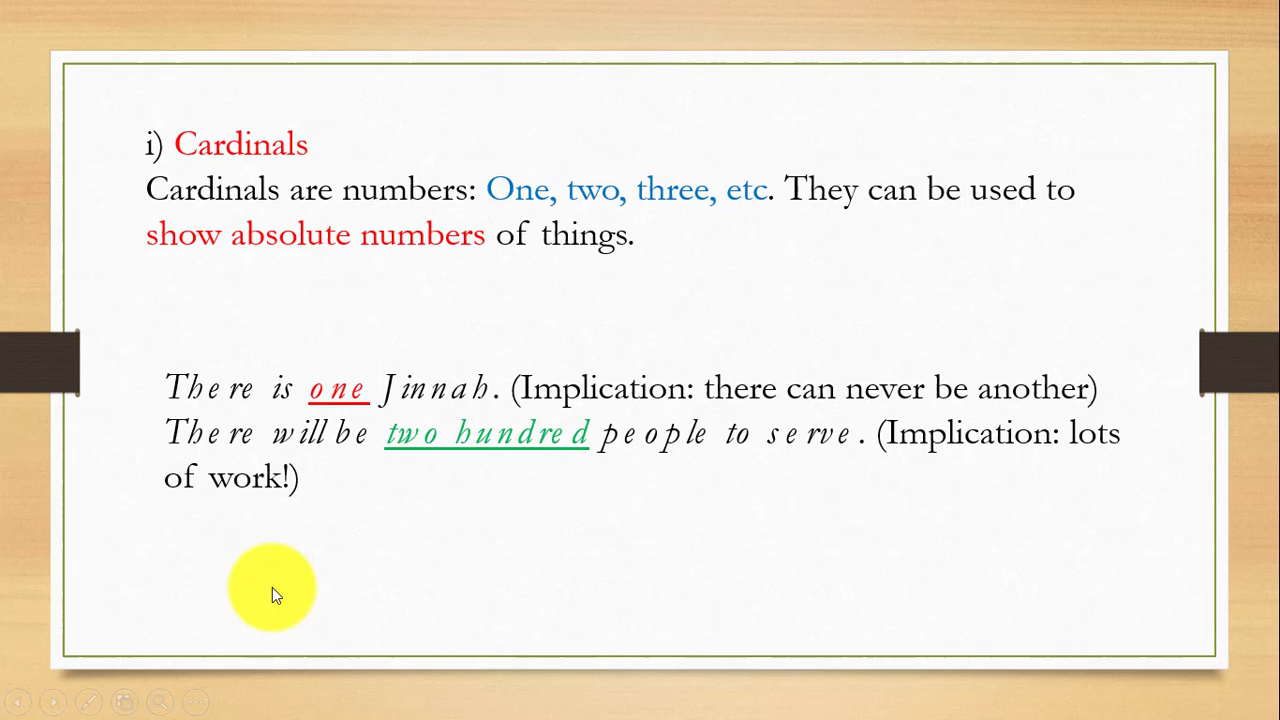 i) Cardinals
Cardinals are numbers: One, two, three, etc. They can be used to
show absolute numbers of things.
There is one Jinnah. (Implication: there can never be another)
There will be two hundred people to serve. (Implication: lots
of work!)